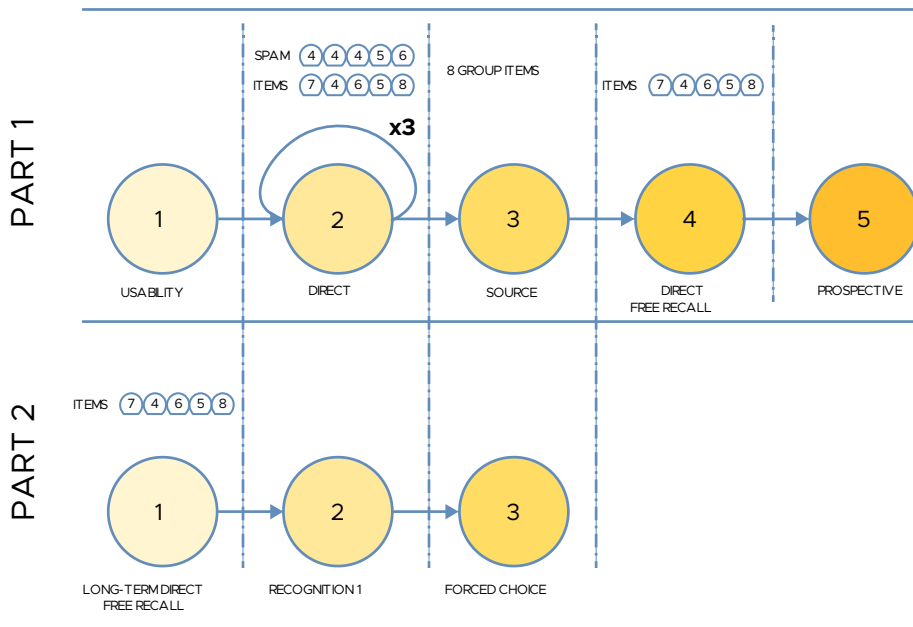 PART 1
SPAM 4 4 4 5 6
ITEMS 7 4 6 5 8
x3
8 GROUP ITEMS
ITEMS 7 4 6 5 8
1
2
3
4
5
USABILITY
DIRECT
SOURCE
DIRECT
FREE RECALL
PROSPECTIVE
PART 2
ITEMS 7 4 6 5 8
1
2
3
LONG-TERM DIRECT
FREE RECALL
RECOGNITION 1
FORCED CHOICE